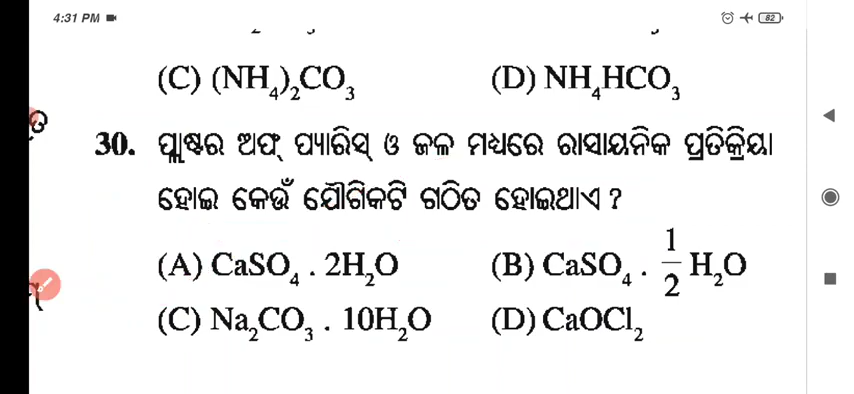 4:31 PM 82
(C) (NH₄)₂CO₃ (D) NH₄HCO₃
30. ପ୍ଲାଷ୍ଟର ଅଫ୍ ପ୍ୟାରିସ୍ ଓ ଜଳ ମଧ୍ୟରେ ରାସାୟନିକ ପ୍ରତିକ୍ରିୟା
ହୋଇ କେଉଁ ଯୌଗିକଟି ଗଠିତ ହୋଇଥାଏ ?
(A) CaSO₄ . 2H₂O (B) CaSO₄ . 1/2 H₂O
(C) Na₂CO₃ . 10H₂O (D) CaOCl₂